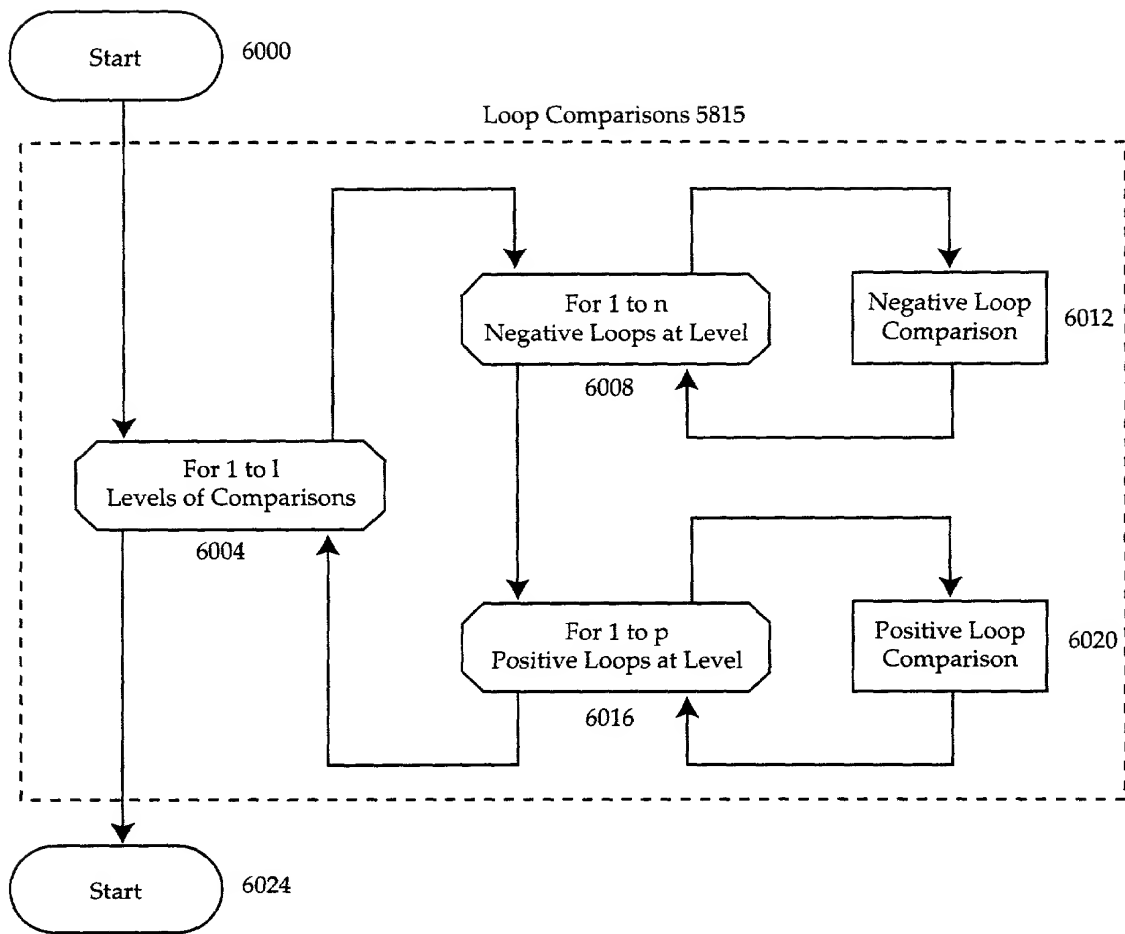 Start
6000
Loop Comparisons 5815
For 1 to n
Negative Loops at Level
6008
Negative Loop
Comparison
6012
For 1 to l
Levels of Comparisons
6004
For 1 to p
Positive Loops at Level
6016
Positive Loop
Comparison
6020
Start
6024